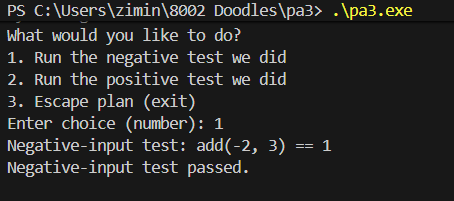 PS C:\Users\zimin\8002 Doodles\pa3> .\pa3.exe
What would you like to do?
1. Run the negative test we did
2. Run the positive test we did
3. Escape plan (exit)
Enter choice (number): 1
Negative-input test: add(-2, 3) == 1
Negative-input test passed.